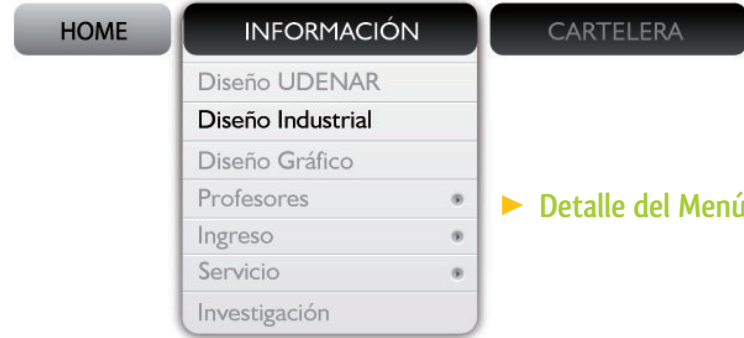 HOME
INFORMACIÓN
CARTELERA
Diseño UDENAR
Diseño Industrial
Diseño Gráfico
Profesores
Ingreso
Servicio
Investigación
Detalle del Menú